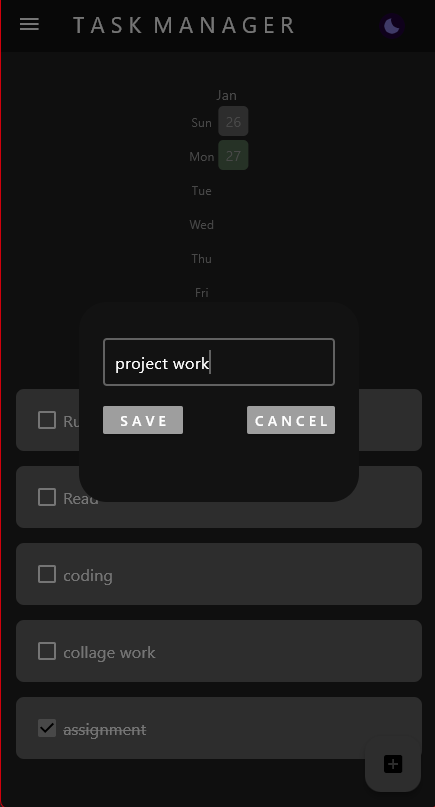 TASK MANAGER
Jan
Sun 26
Mon 27
Tue
Wed
Thu
Fri
project work
SAVE CANCEL
Read
coding
collage work
assignment